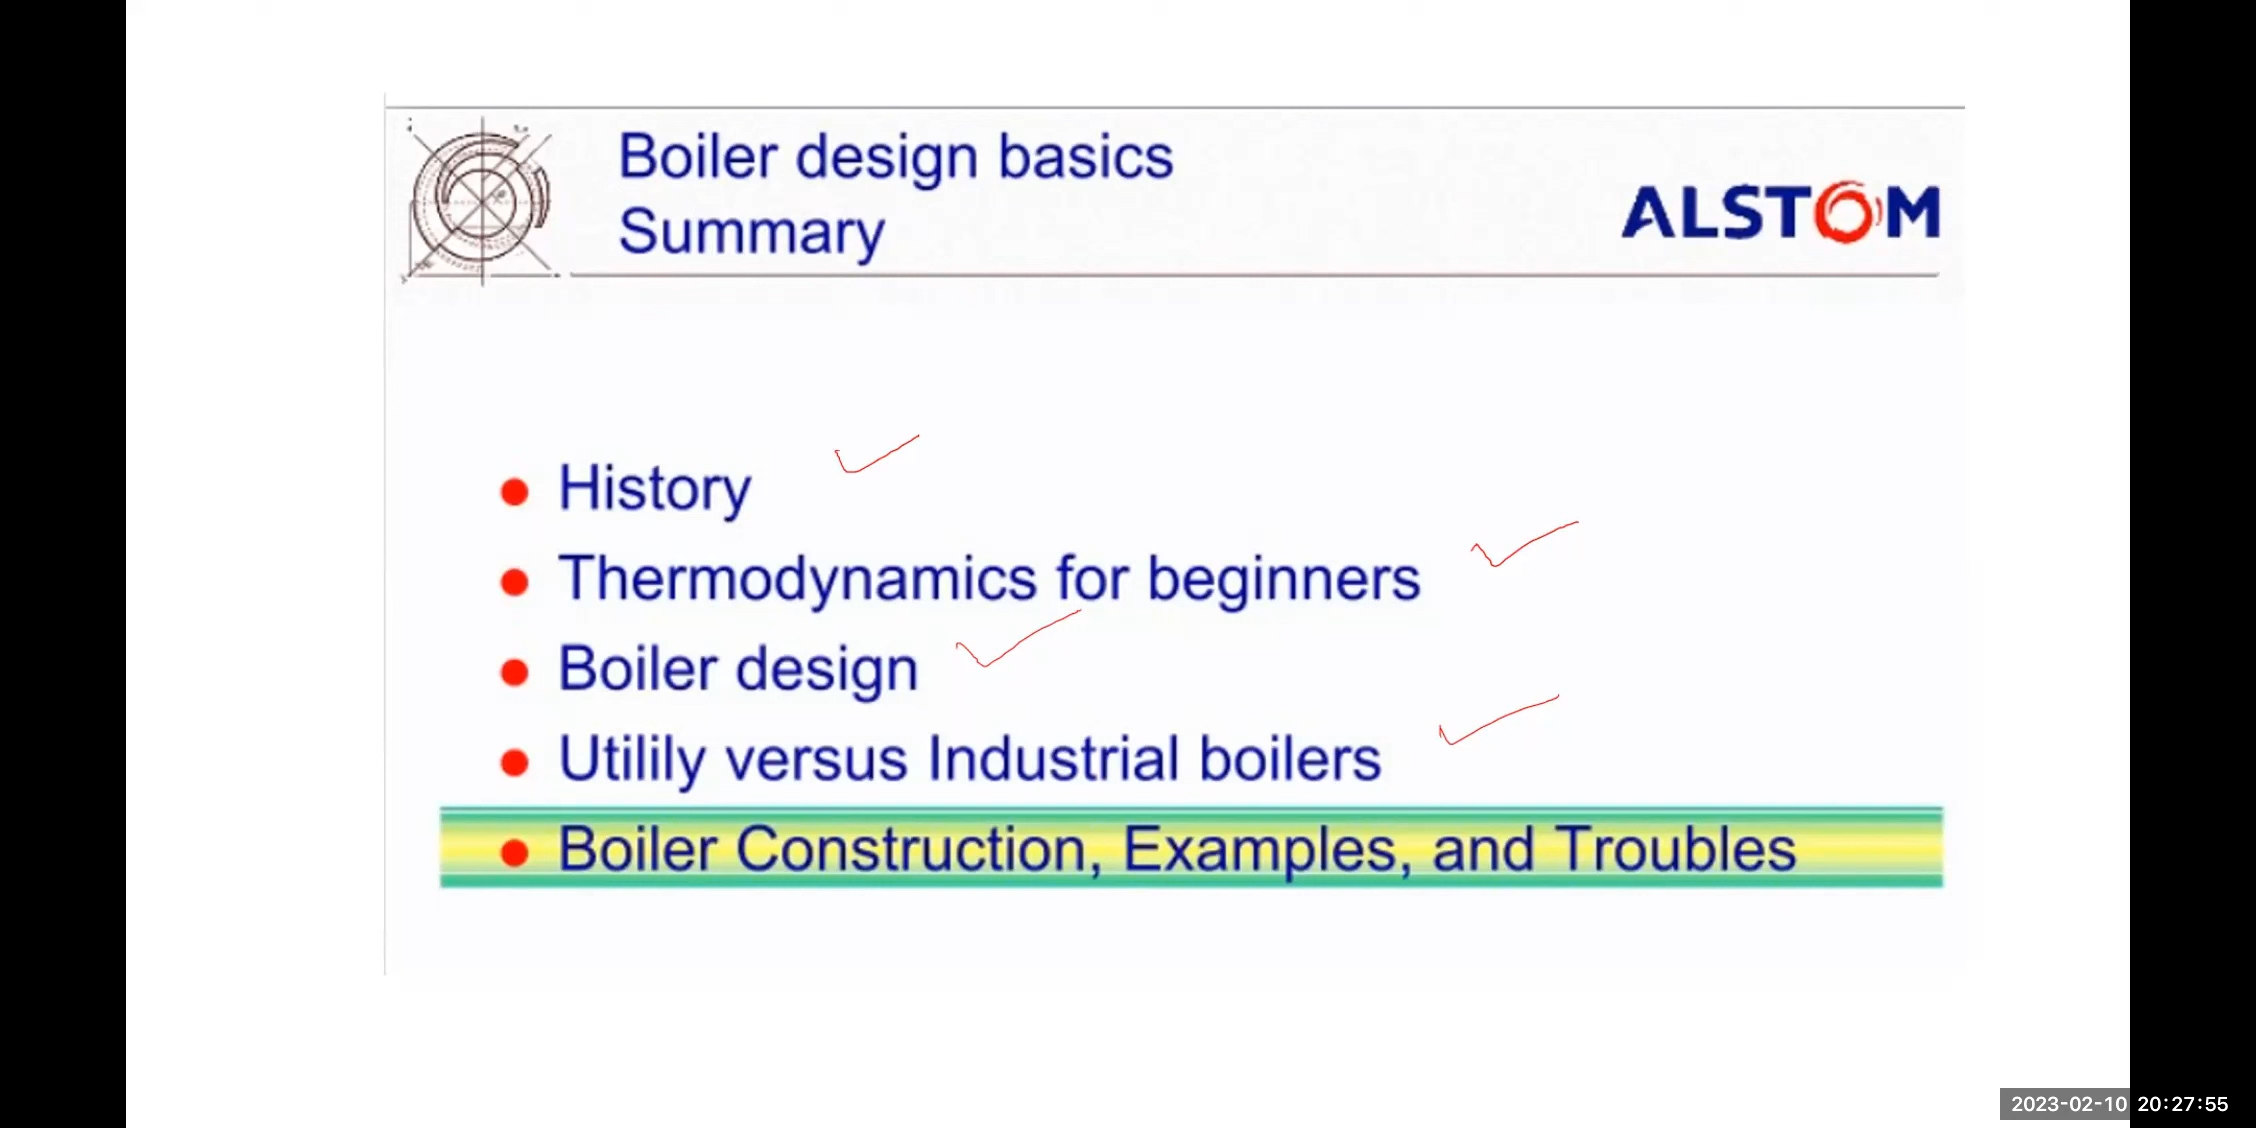 Boiler design basics
Summary
ALSTOM
History
Thermodynamics for beginners
Boiler design
Utilily versus Industrial boilers
Boiler Construction, Examples, and Troubles
2023-02-10 20:27:55